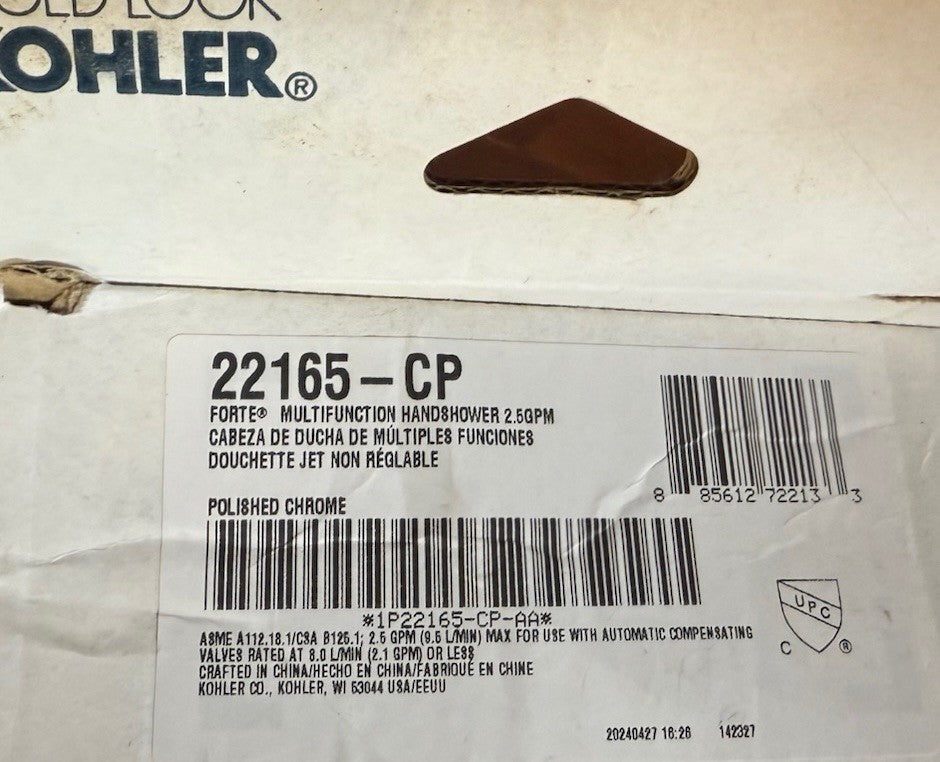 OLD LOOK
KOHLER®
22165-CP
FORTE® MULTIFUNCTION HANDSHOWER 2.5GPM
CABEZA DE DUCHA DE MÚLTIPLES FUNCIONES
DOUCHETTE JET NON RÉGLABLE
8 85612 72213 3
POLISHED CHROME
*1P22165-CP-AA*
ASME A112.18.1/CSA B125.1; 2.5 GPM (9.5 L/MIN) MAX FOR USE WITH AUTOMATIC COMPENSATING
VALVES RATED AT 8.0 L/MIN (2.1 GPM) OR LESS
CRAFTED IN CHINA/HECHO EN CHINA/FABRIQUÉ EN CHINE
KOHLER CO., KOHLER, WI 53044 USA/EEUU
UPC
C ®
20240427 16:26 142327